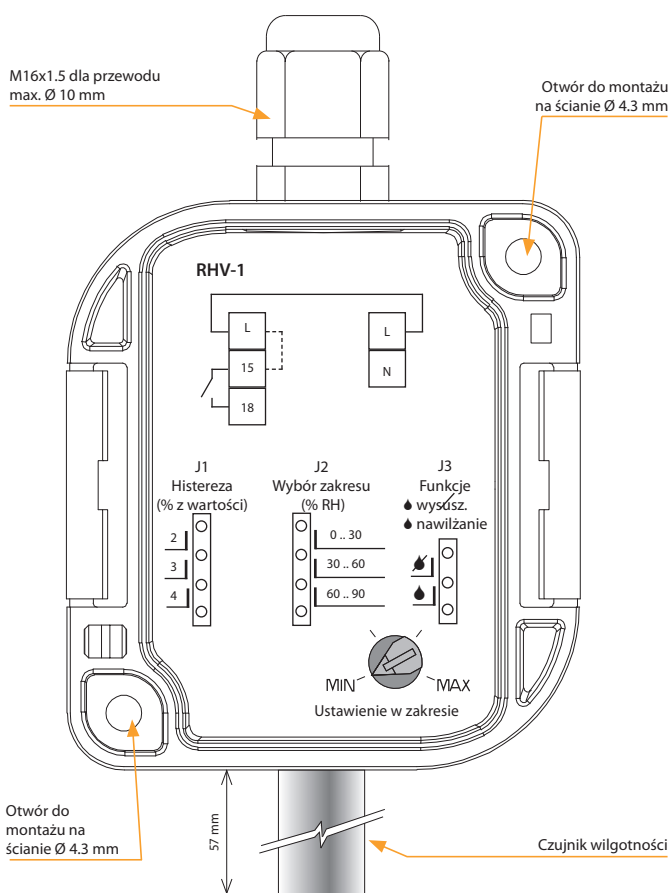 M16x1.5 dla przewodu
max. Ø 10 mm
Otwór do montażu
na ścianie Ø 4.3 mm
RHV-1
L
15
18
L
N
J1
Histereza
(% z wartości)
2
3
4
J2
Wybór zakresu
(% RH)
0 .. 30
30 .. 60
60 .. 90
J3
Funkcje
wysusz.
nawilżanie
MIN
MAX
Ustawienie w zakresie
Otwór do
montażu na
ścianie Ø 4.3 mm
57 mm
Czujnik wilgotności